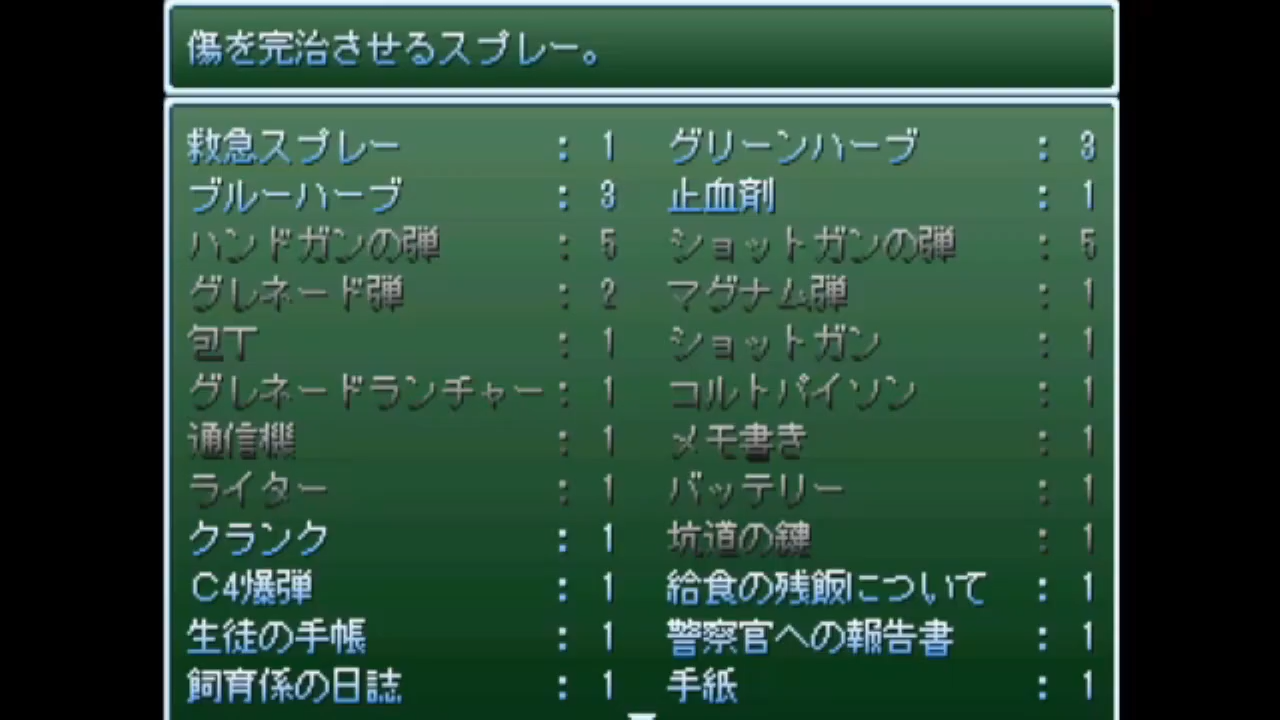 傷を完治させるスプレー。
救急スプレー : 1 グリーンハーブ : 3
ブルーハーブ : 3 止血剤 : 1
ハンドガンの弾 : 5 ショットガンの弾 : 5
グレネード弾 : 2 マグナム弾 : 1
包丁 : 1 ショットガン : 1
グレネードランチャー : 1 コルトパイソン : 1
通信機 : 1 メモ書き : 1
ライター : 1 バッテリー : 1
クランク : 1 坑道の鍵 : 1
C4爆弾 : 1 給食の残飯について : 1
生徒の手帳 : 1 警察官への報告書 : 1
飼育係の日誌 : 1 手紙 : 1